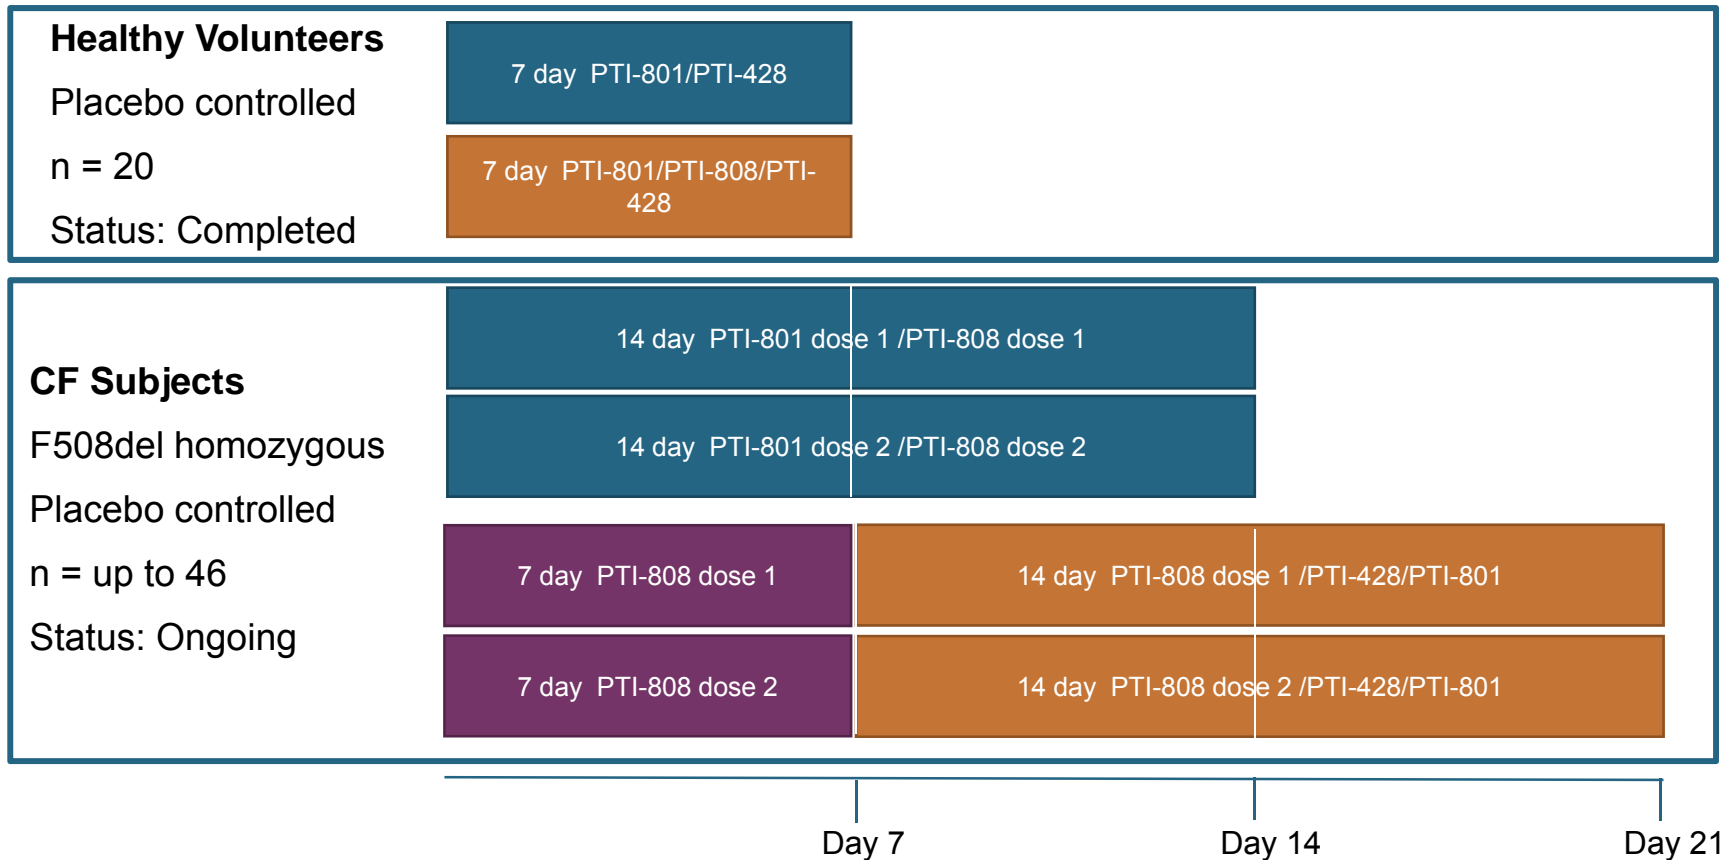 Healthy Volunteers
Placebo controlled
n = 20
Status: Completed
7 day PTI-801/PTI-428
7 day PTI-801/PTI-808/PTI-
428
CF Subjects
F508del homozygous
Placebo controlled
n = up to 46
Status: Ongoing
14 day PTI-801 dose 1 /PTI-808 dose 1
14 day PTI-801 dose 2 /PTI-808 dose 2
7 day PTI-808 dose 1
14 day PTI-808 dose 1 /PTI-428/PTI-801
7 day PTI-808 dose 2
14 day PTI-808 dose 2 /PTI-428/PTI-801
Day 7
Day 14
Day 21